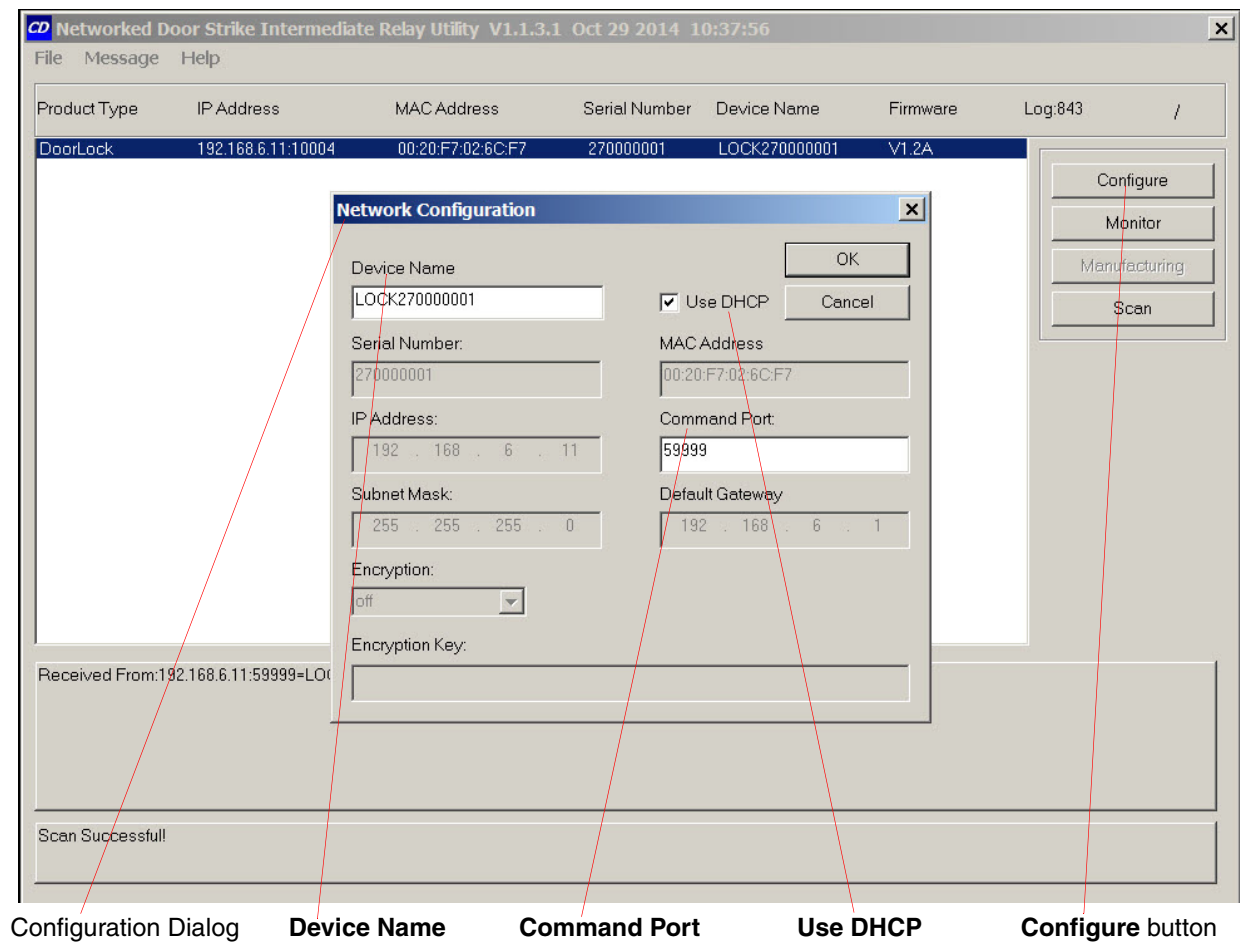 CD Networked Door Strike Intermediate Relay Utility V1.1.3.1 Oct 29 2014 10:37:56
File Message Help
Product Type IP Address MAC Address Serial Number Device Name Firmware Log:843 /
DoorLock 192.168.6.11:10004 00:20:F7:02:6C:F7 270000001 LOCK270000001 V1.2A
Configure
Monitor
Manufacturing
Scan
Network Configuration
Device Name
LOCK270000001
Use DHCP
OK
Cancel
Serial Number:
270000001
MAC Address
00:20:F7:02:6C:F7
IP Address:
192 . 168 . 6 . 11
Command Port:
59999
Subnet Mask:
255 . 255 . 255 . 0
Default Gateway
192 . 168 . 6 . 1
Encryption:
off
Encryption Key:
Received From:192.168.6.11:59999=LO
Scan Successful!
Configuration Dialog Device Name Command Port Use DHCP Configure button